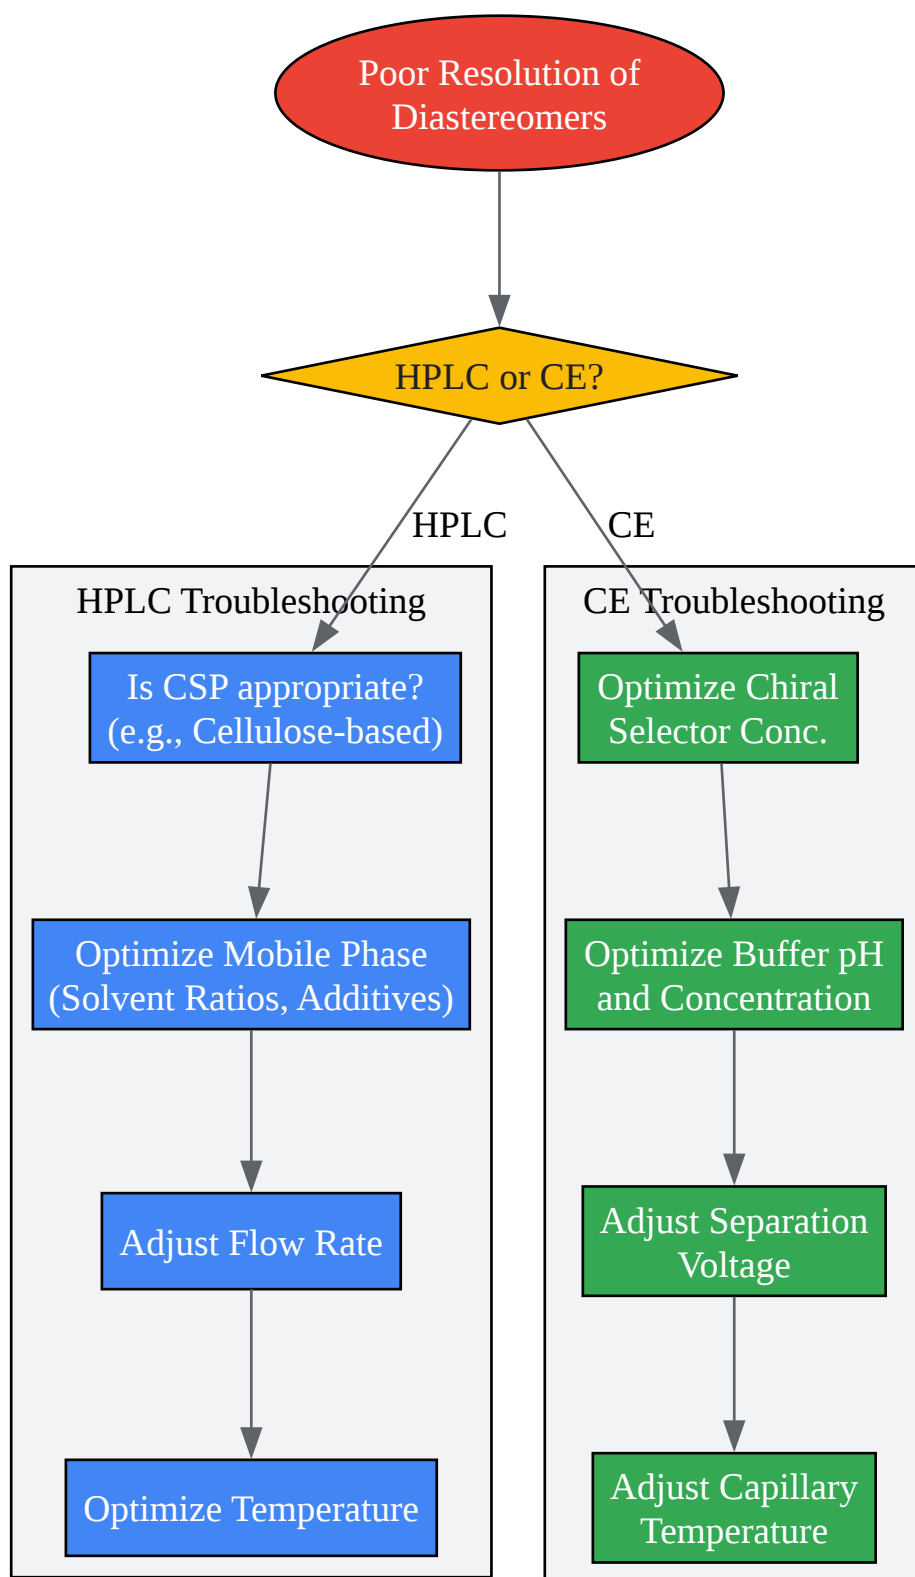 Poor Resolution of
Diastereomers
HPLC or CE?
HPLC
CE
HPLC Troubleshooting
Is CSP appropriate?
(e.g., Cellulose-based)
Optimize Mobile Phase
(Solvent Ratios, Additives)
Adjust Flow Rate
Optimize Temperature
CE Troubleshooting
Optimize Chiral
Selector Conc.
Optimize Buffer pH
and Concentration
Adjust Separation
Voltage
Adjust Capillary
Temperature